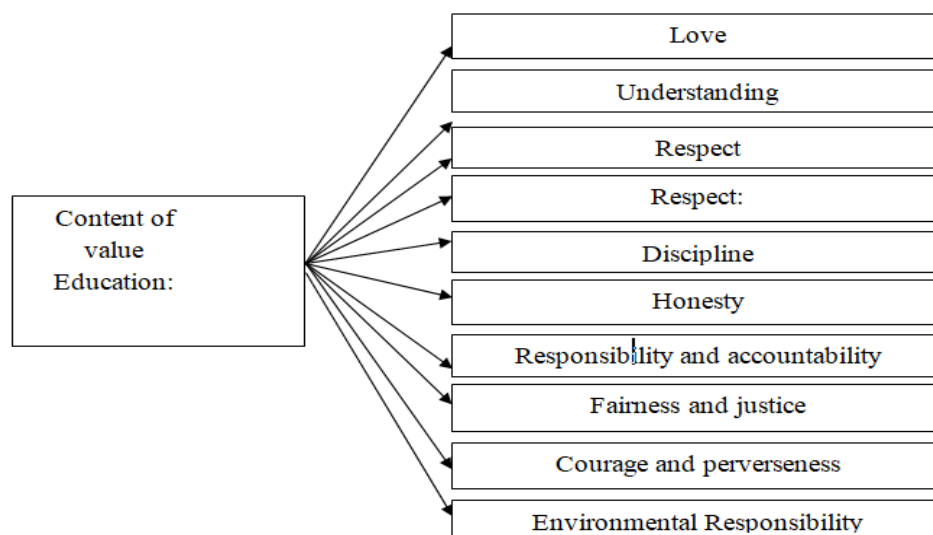 Content of
value
Education:
Love
Understanding
Respect
Respect:
Discipline
Honesty
Responsibility and accountability
Fairness and justice
Courage and perverseness
Environmental Responsibility